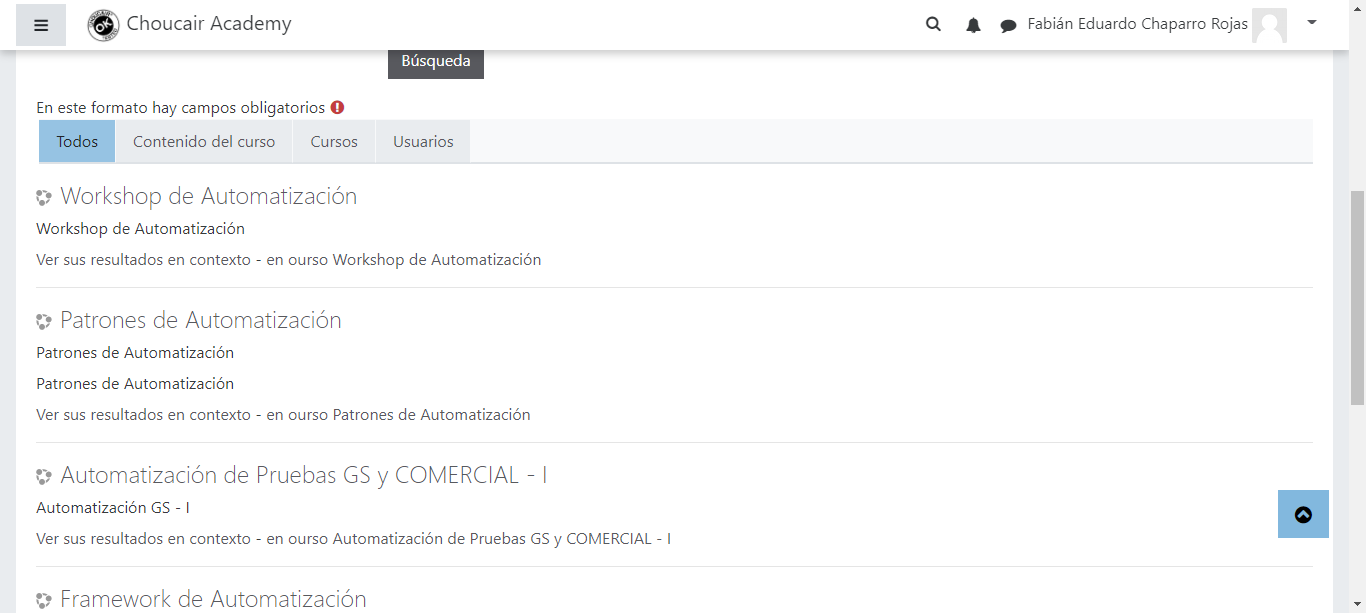 Choucair Academy
Fabián Eduardo Chaparro Rojas
Búsqueda
En este formato hay campos obligatorios
Todos
Contenido del curso
Cursos
Usuarios
Workshop de Automatización
Workshop de Automatización
Ver sus resultados en contexto - en ourso Workshop de Automatización
Patrones de Automatización
Patrones de Automatización
Patrones de Automatización
Ver sus resultados en contexto - en ourso Patrones de Automatización
Automatización de Pruebas GS y COMERCIAL - I
Automatización GS - I
Ver sus resultados en contexto - en ourso Automatización de Pruebas GS y COMERCIAL - I
Framework de Automatización